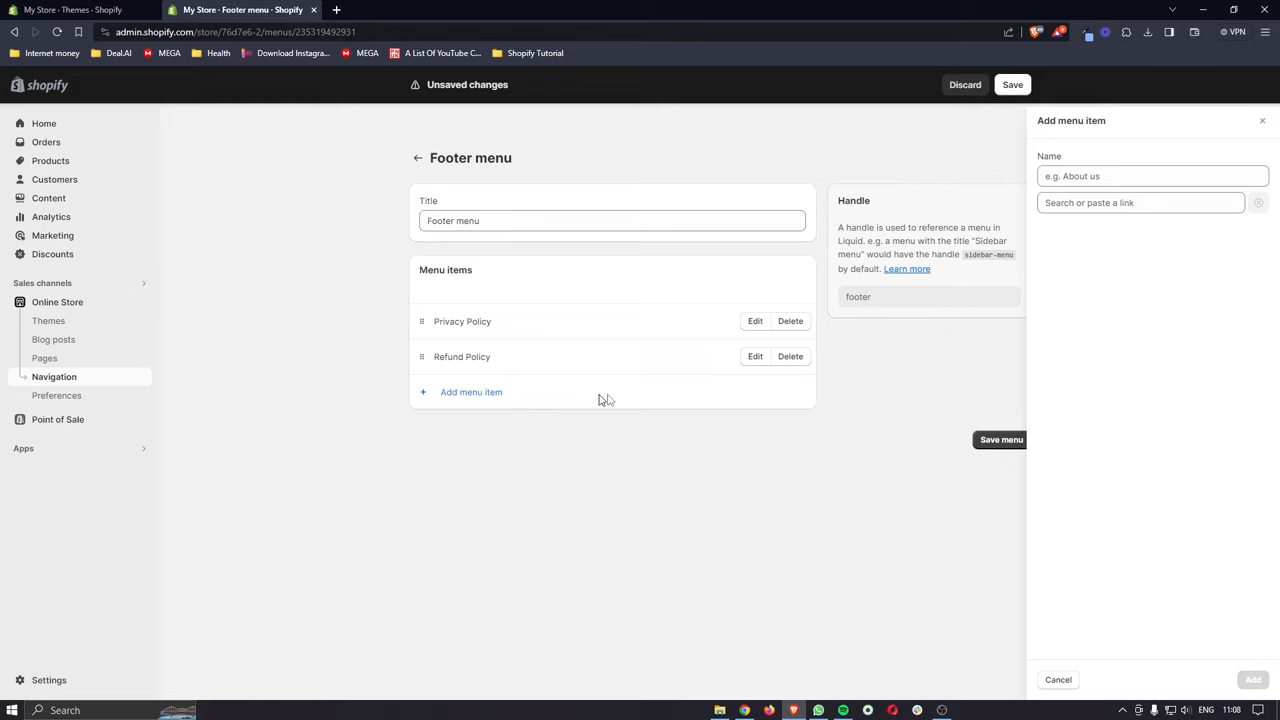 My Store - Themes - Shopify
My Store - Footer menu - Shopify
admin.shopify.com/store/76d7e6-2/menus/235319492931
VPN
Internet money
Deal.AI
MEGA
Health
Download Instagra...
MEGA
A List Of YouTube C...
Shopify Tutorial
shopify
Unsaved changes
Discard
Save
Home
Orders
Products
Customers
Content
Analytics
Marketing
Discounts
Sales channels
Online Store
Themes
Blog posts
Pages
Navigation
Preferences
Point of Sale
Apps
Settings
Footer menu
Title
Footer menu
Menu items
Privacy Policy
Edit
Delete
Refund Policy
Edit
Delete
Add menu item
Handle
A handle is used to reference a menu in
Liquid. e.g. a menu with the title "Sidebar
menu" would have the handle sidebar-menu
by default. Learn more
footer
Save menu
Add menu item
Name
e.g. About us
Search or paste a link
Cancel
Add
Search
ENG
11:08